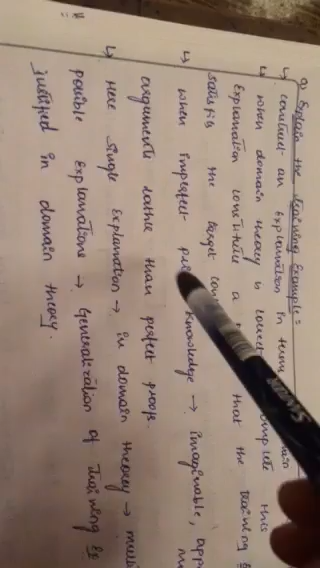 a) Explain the training Example:
↳ construct an Explanation in terms
↳ when domain theory is correct complete this
Explanation constitute a that the training
satisfies the target
↳ when Imperfect knowledge → imaginable,
arguments rather than perfect proofs.
↳ Here Single Explanation → in domain theory →
possible Explanations → Generalization of Training Ex
Justified in domain theory.